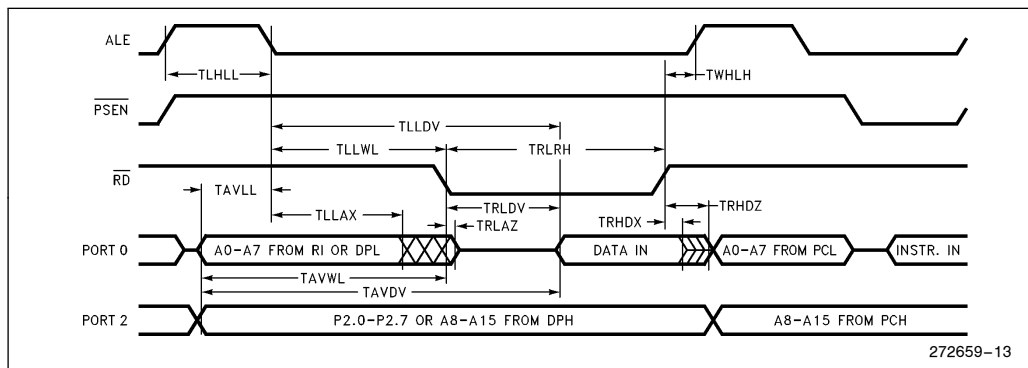 ALE
TLHLL
TWHLH
PSEN
TLLDV
TLLWL
TRLRH
RD
TAVLL
TLLAX
TRLDV
TRLAZ
TRHDX
TRHDZ
PORT 0
A0-A7 FROM RI OR DPL
DATA IN
A0-A7 FROM PCL
INSTR. IN
TAVWL
TAVDV
PORT 2
P2.0-P2.7 OR A8-A15 FROM DPH
A8-A15 FROM PCH
272659-13